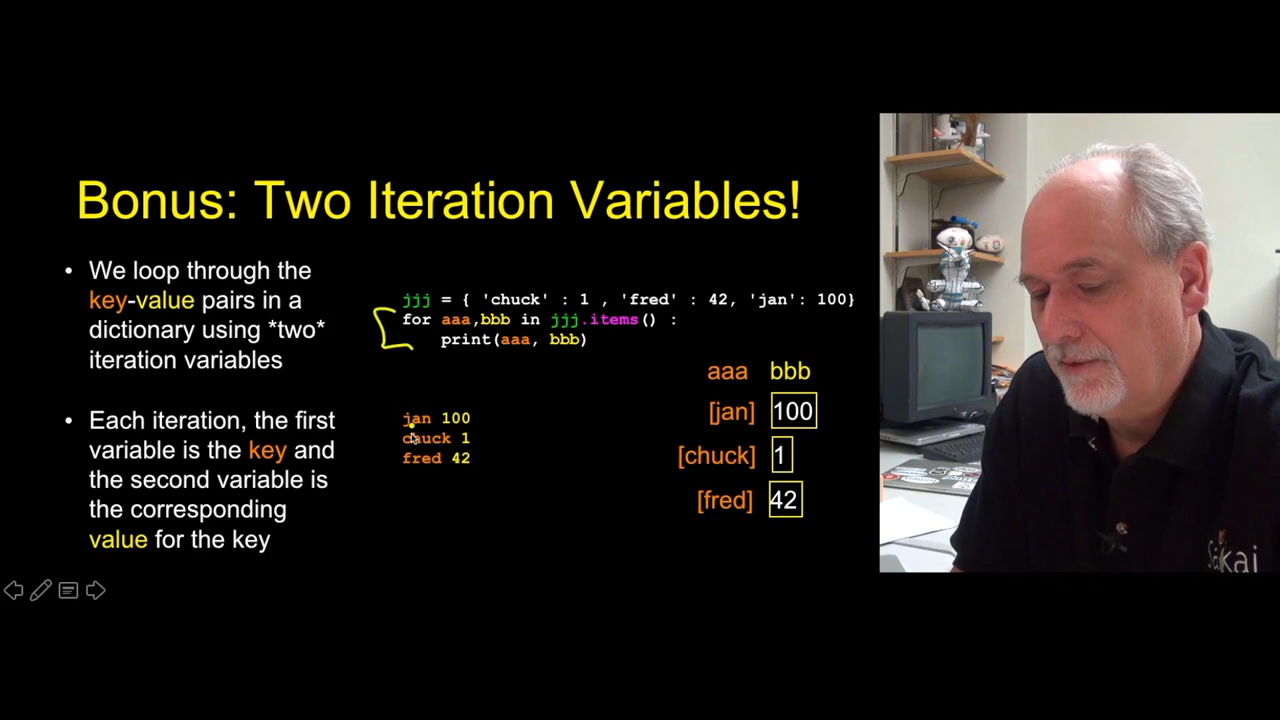 Bonus: Two Iteration Variables!
• We loop through the
key-value pairs in a
dictionary using *two*
iteration variables
• Each iteration, the first
variable is the key and
the second variable is
the corresponding
value for the key
jjj = { 'chuck' : 1 , 'fred' : 42, 'jan': 100}
for aaa,bbb in jjj.items() :
print(aaa, bbb)
jan 100
chuck 1
fred 42
aaa bbb
[jan] 100
[chuck] 1
[fred] 42
Sakai